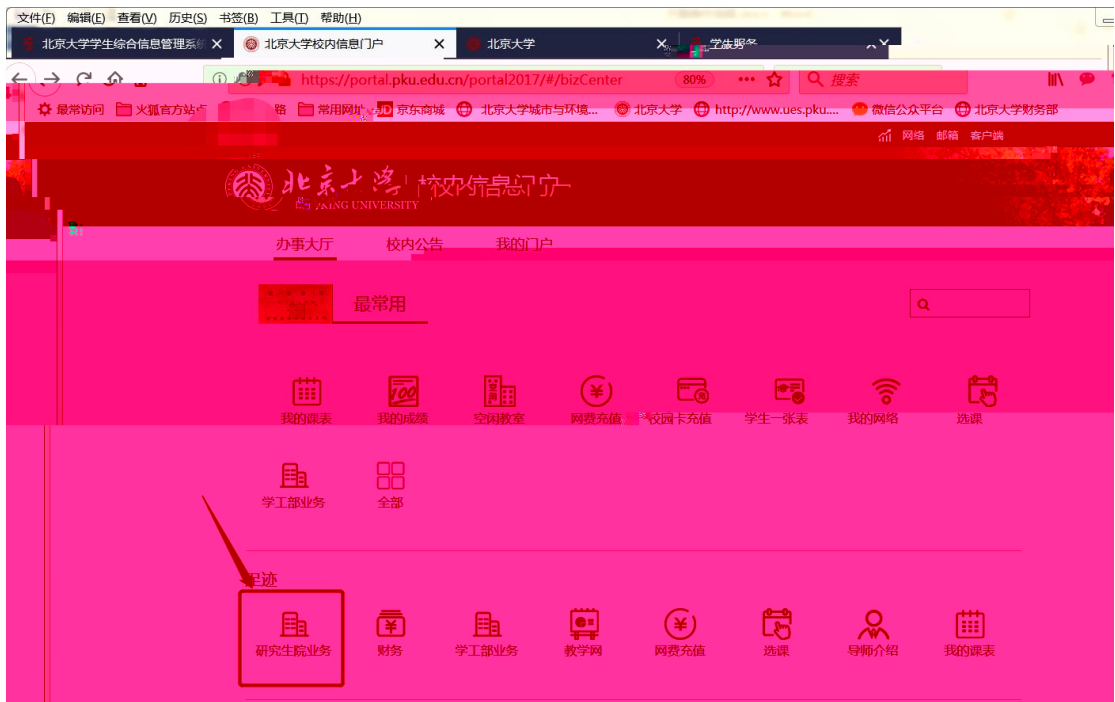 文件(F) 编辑(E) 查看(V) 历史(S) 书签(B) 工具(T) 帮助(H)
北京大学学生综合信息管理系统 北京大学校内信息门户 北京大学
https://portal.pku.edu.cn/portal2017/#/bizCenter 80% 搜索
最常访问 火狐官方站点 常用网址 JD 京东商城 北京大学城市与环境... 北京大学 http://www.ues.pku.... 微信公众平台 北京大学财务部
网络 邮箱 客户端
北京大学 校内信息门户
UNIVERSITY
办事大厅 校内公告 我的门户
最常用
我的课表 我的成绩 空闲教室 网费充值 校园卡充值 学生一张表 我的网络 选课
学工部业务 全部
足迹
研究生院业务 财务 学工部业务 教学网 网费充值 选课 导师介绍 我的课表